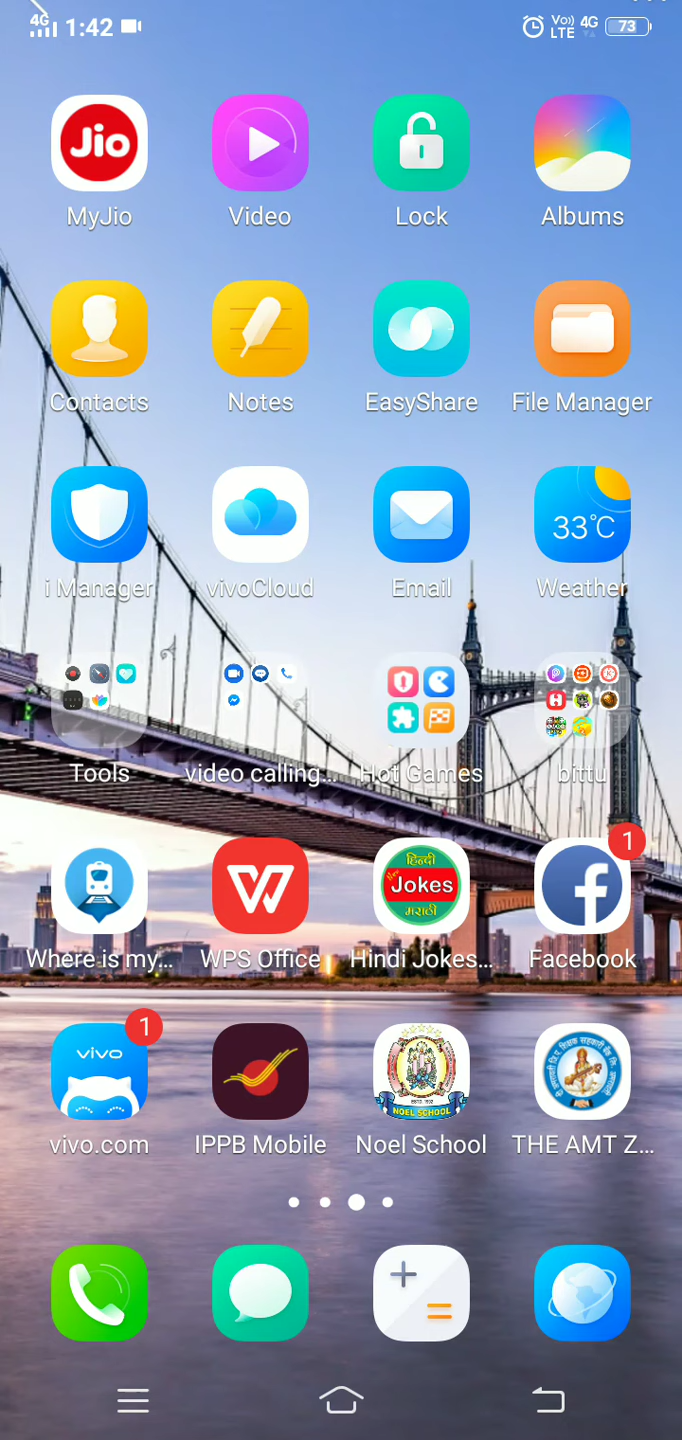 4G 1:42 Vo)) LTE 4G 73
Jio
MyJio Video Lock Albums
Contacts Notes EasyShare File Manager
33°C
i Manager vivoCloud Email Weather
Tools video calling... Hot Games bittu
हिन्दी
Jokes
मराठी
1
Where is my... WPS Office Hindi Jokes... Facebook
vivo
1
NOEL SCHOOL
vivo.com IPPB Mobile Noel School THE AMT Z...